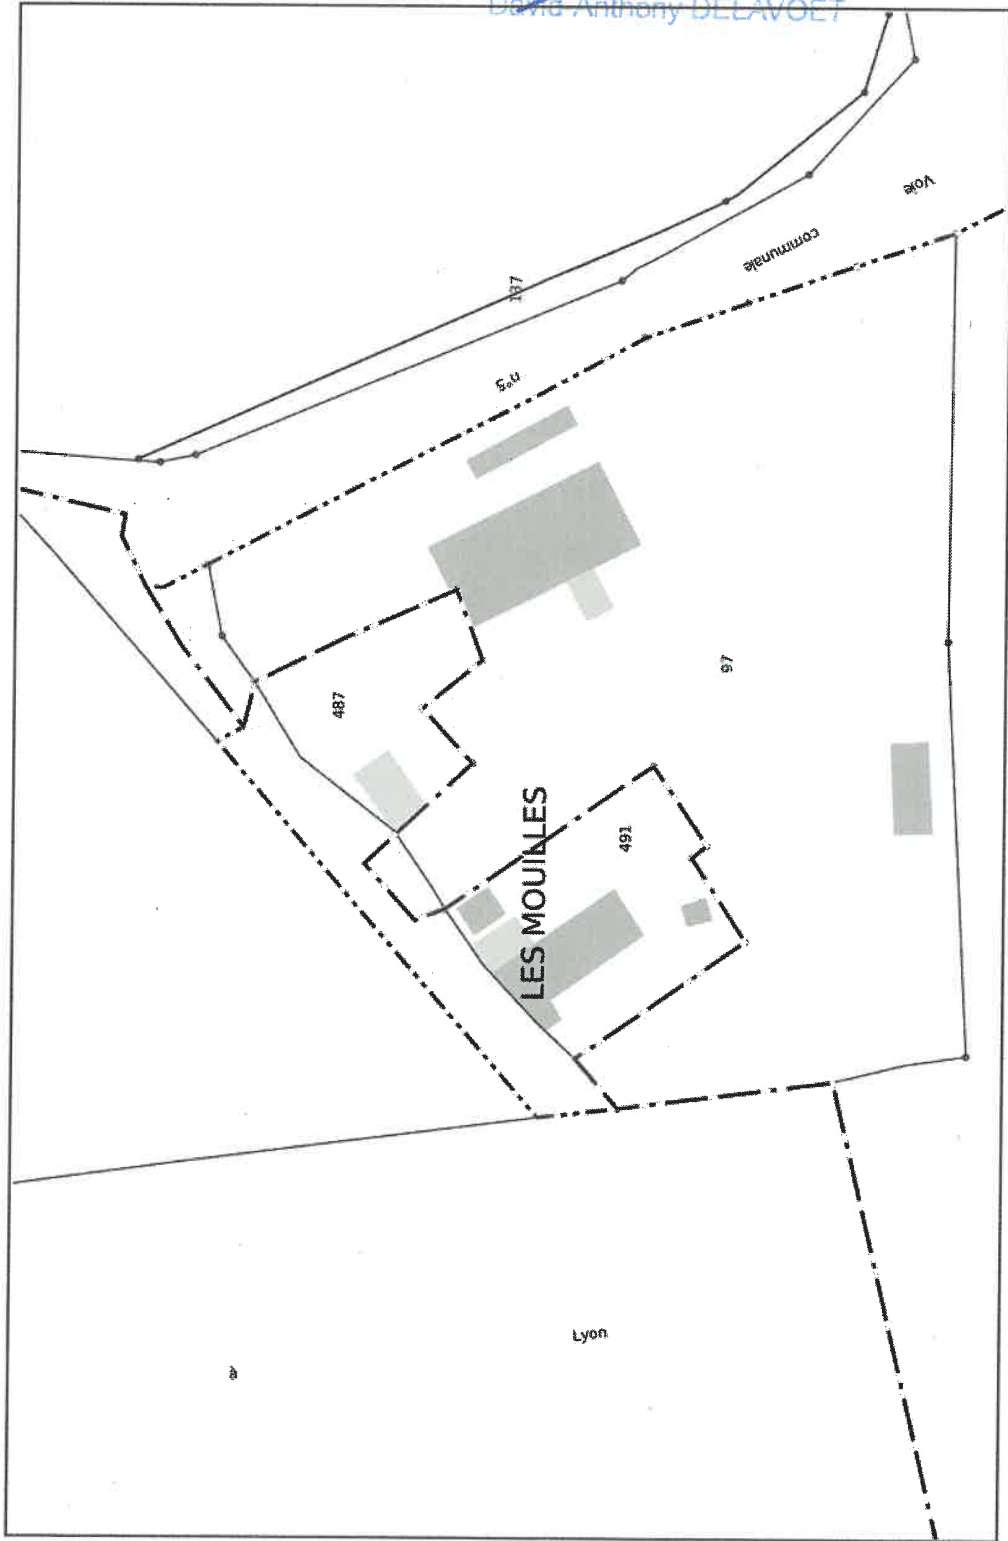 David Anthony DELAVOET
Voie
communale
137
n°3
487
97
LES MOUILLES
491
Lyon
à